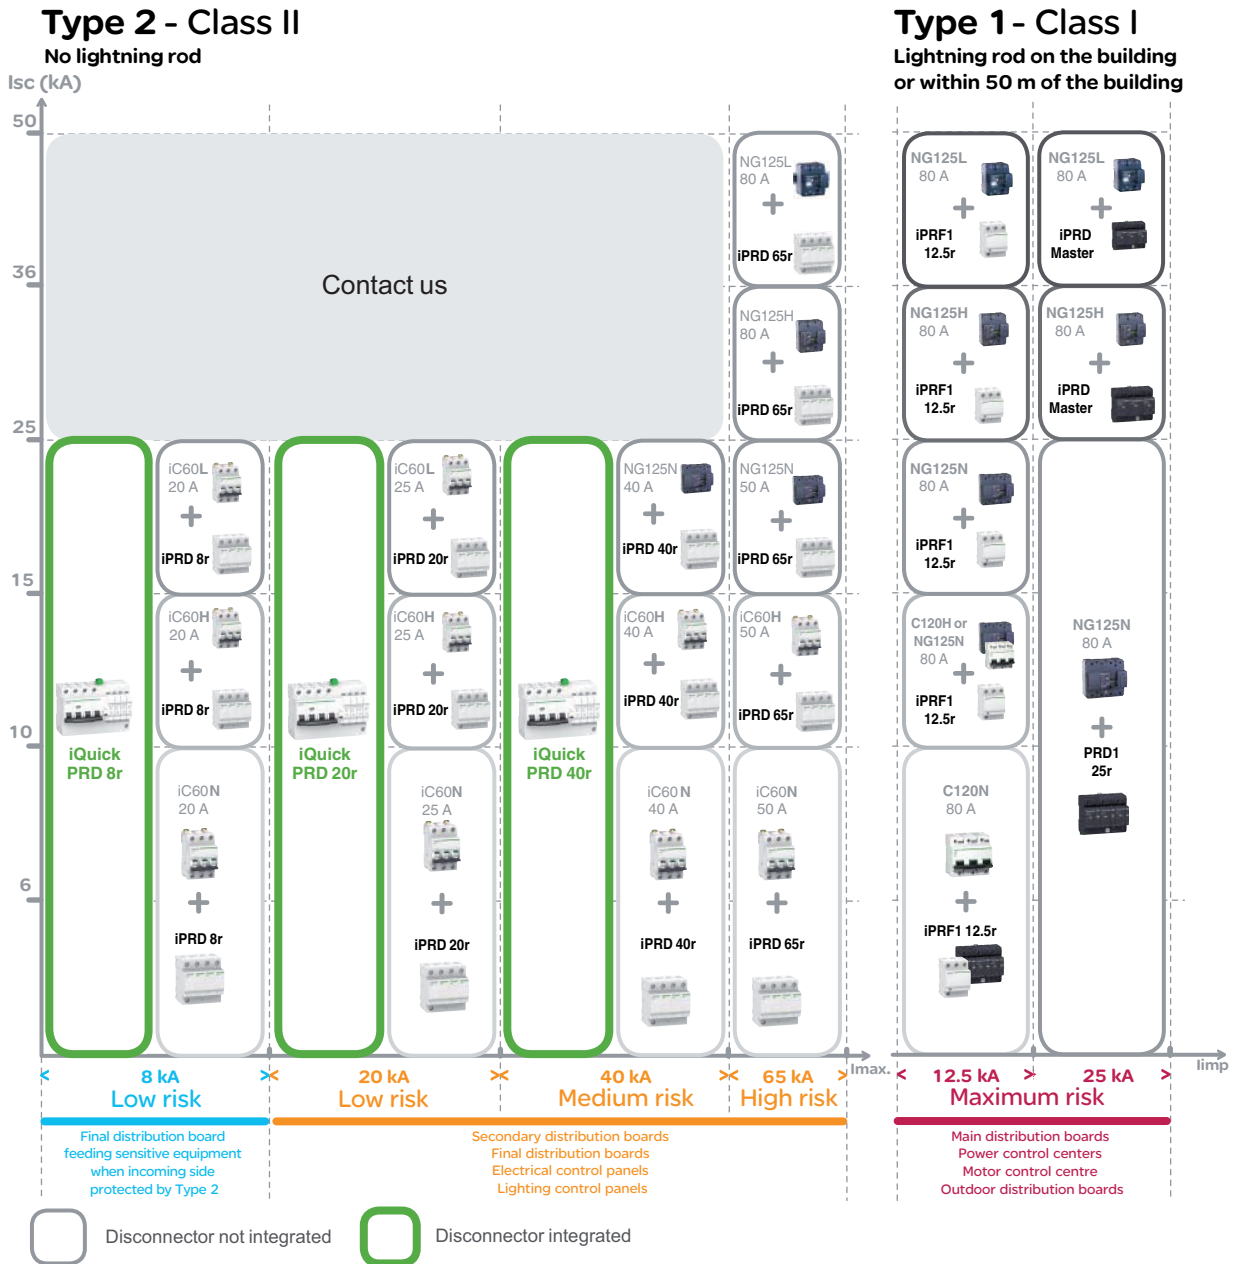 Type 2 - Class II
No lightning rod
Type 1 - Class I
Lightning rod on the building
or within 50 m of the building
Isc (kA)
50
36
25
15
10
6
Contact us
NG125L
80 A
+
iPRD 65r
NG125H
80 A
+
iPRD 65r
NG125L
80 A
+
iPRF1
12.5r
NG125L
80 A
+
iPRD
Master
NG125H
80 A
+
iPRF1
12.5r
NG125H
80 A
+
iPRD
Master
iQuick
PRD 8r
iC60L
20 A
+
iPRD 8r
iC60H
20 A
+
iPRD 8r
iC60N
20 A
+
iPRD 8r
iQuick
PRD 20r
iC60L
25 A
+
iPRD 20r
iC60H
25 A
+
iPRD 20r
iC60N
25 A
+
iPRD 20r
iQuick
PRD 40r
NG125N
40 A
+
iPRD 40r
iC60H
40 A
+
iPRD 40r
iC60N
40 A
+
iPRD 40r
NG125N
50 A
+
iPRD 65r
iC60H
50 A
+
iPRD 65r
iC60N
50 A
+
iPRD 65r
NG125N
80 A
+
iPRF1
12.5r
C120H or
NG125N
80 A
+
iPRF1
12.5r
C120N
80 A
+
iPRF1 12.5r
NG125N
80 A
+
PRD1
25r
Imax.
Iimp
< 8 kA >
Low risk
< 20 kA >
Low risk
< 40 kA >
Medium risk
< 65 kA >
High risk
< 12.5 kA > 25 kA >
Maximum risk
Final distribution board
feeding sensitive equipment
when incoming side
protected by Type 2
Secondary distribution boards
Final distribution boards
Electrical control panels
Lighting control panels
Main distribution boards
Power control centers
Motor control centre
Outdoor distribution boards
Disconnector not integrated
Disconnector integrated